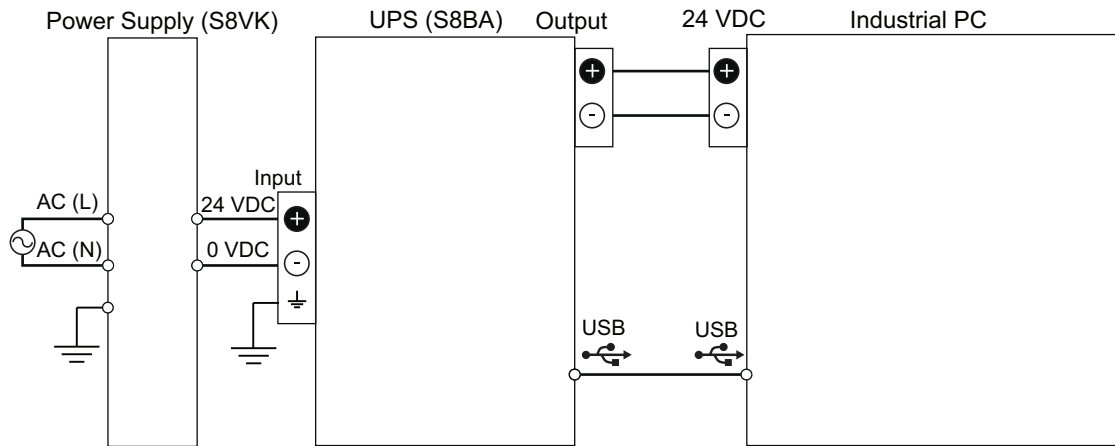 Power Supply (S8VK)
UPS (S8BA)
Output
24 VDC
Industrial PC
+
+
-
-
Input
AC (L)
24 VDC
+
AC (N)
0 VDC
-
USB
USB